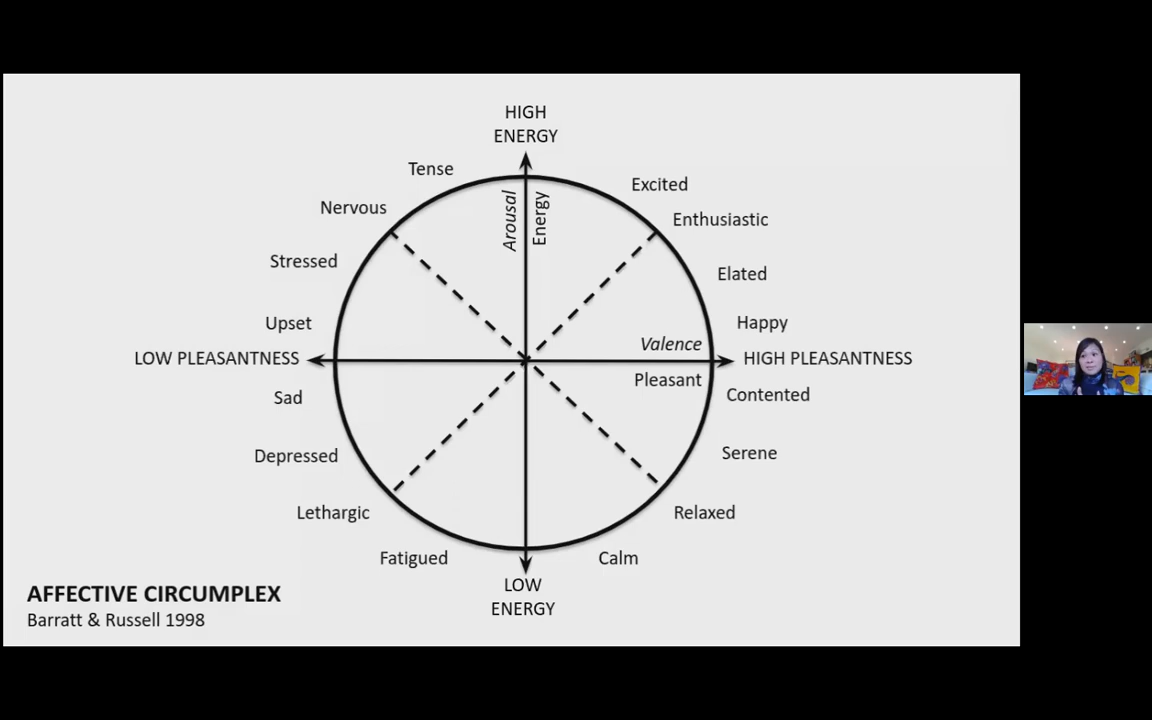 HIGH
ENERGY
Tense
Excited
Nervous
Enthusiastic
Arousal
Energy
Stressed
Elated
Upset
Happy
Valence
LOW PLEASANTNESS
HIGH PLEASANTNESS
Pleasant
Sad
Contented
Depressed
Serene
Lethargic
Relaxed
Fatigued
Calm
LOW
ENERGY
AFFECTIVE CIRCUMPLEX
Barratt & Russell 1998